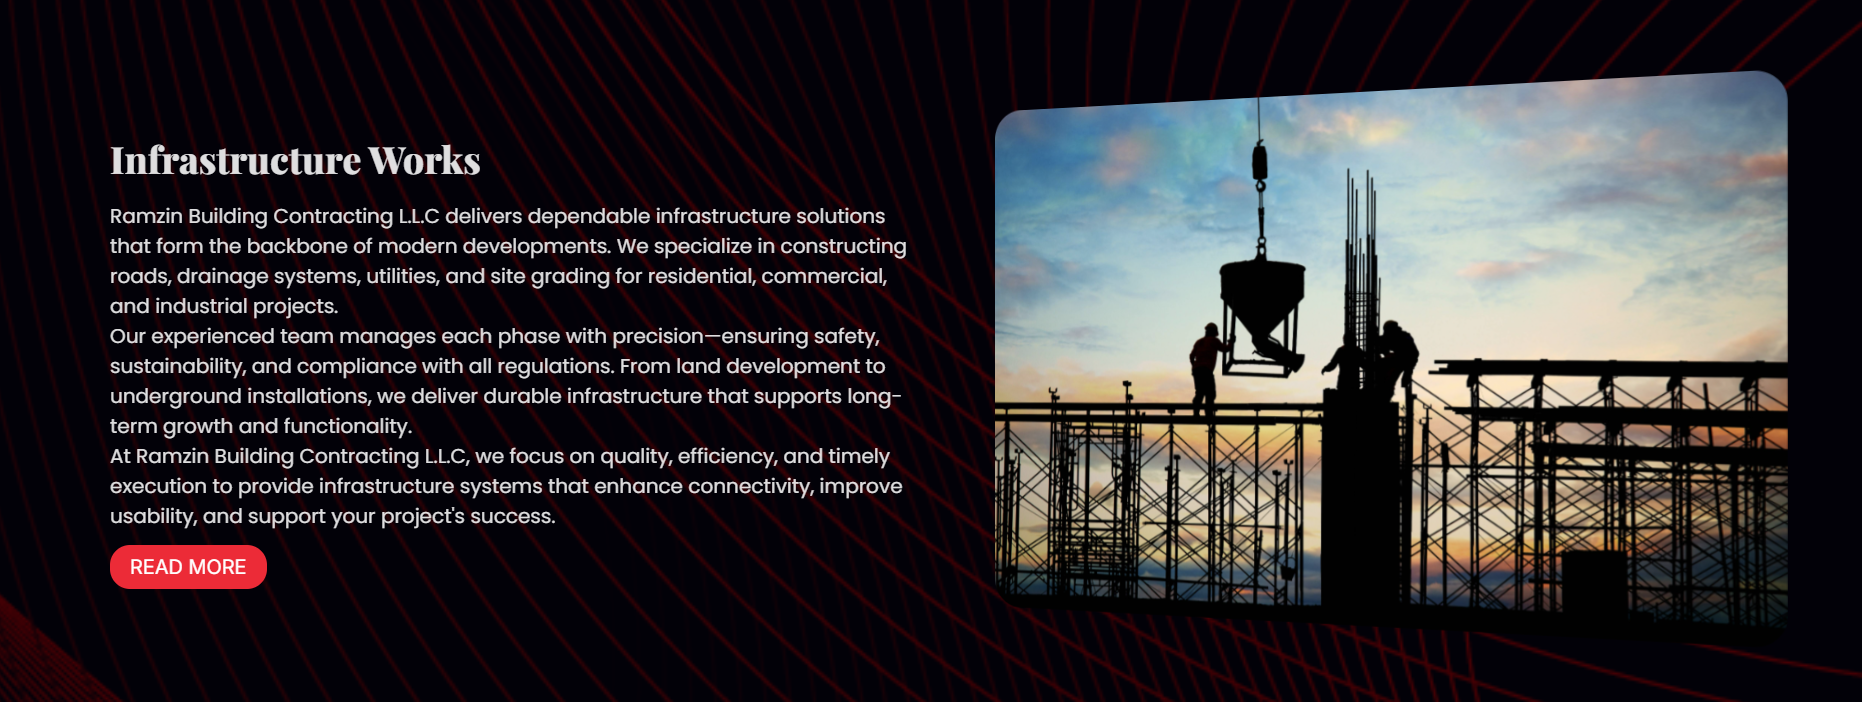 Infrastructure Works
Ramzin Building Contracting L.L.C delivers dependable infrastructure solutions
that form the backbone of modern developments. We specialize in constructing
roads, drainage systems, utilities, and site grading for residential, commercial,
and industrial projects.
Our experienced team manages each phase with precision—ensuring safety,
sustainability, and compliance with all regulations. From land development to
underground installations, we deliver durable infrastructure that supports long-
term growth and functionality.
At Ramzin Building Contracting L.L.C, we focus on quality, efficiency, and timely
execution to provide infrastructure systems that enhance connectivity, improve
usability, and support your project's success.
READ MORE